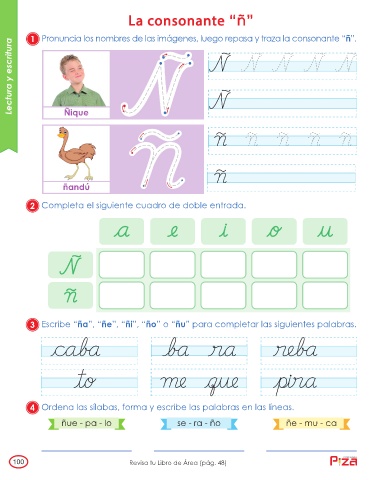 La consonante “ñ”
Lectura y escritura
1 Pronuncia los nombres de las imágenes, luego repasa y traza la consonante “ñ”.
Ñ Ñ Ñ Ñ Ñ Ñ
Ñique
Ñ
ñ ñ ñ ñ ñ ñ
ñandú
ñ
2 Completa el siguiente cuadro de doble entrada.
a e i o u
Ñ
ñ
3 Escribe “ña”, “ñe”, “ñi”, “ño” o “ñu” para completar las siguientes palabras.
caba ba ra reba
to me que pira
4 Ordena las sílabas, forma y escribe las palabras en las líneas.
ñue - pa - lo se - ra - ño ñe - mu - ca
100 Revisa tu Libro de Área (pág. 48) Piza